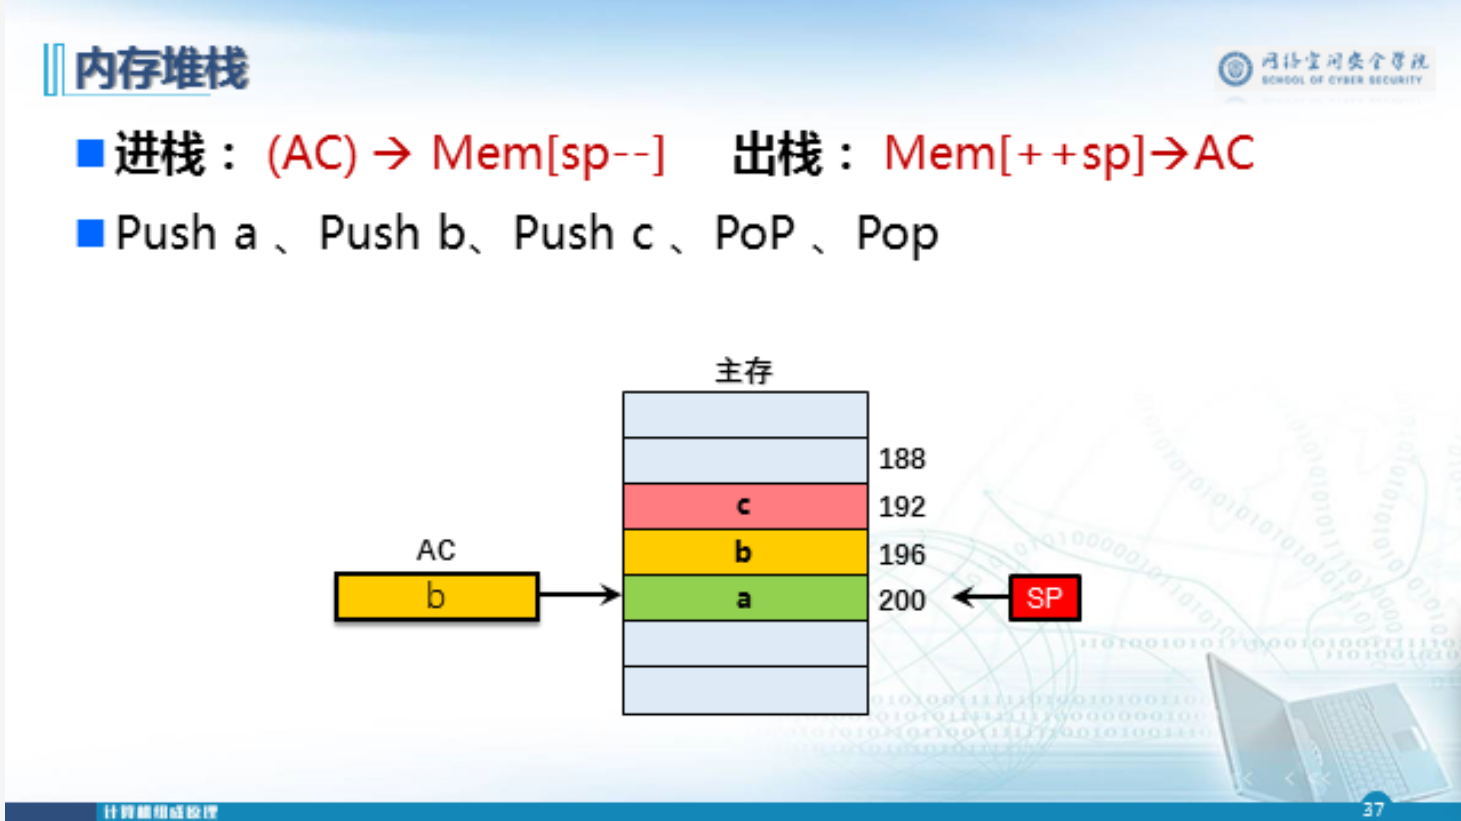 内存堆栈
网络空间安全学院
SCHOOL OF CYBER SECURITY
进栈： (AC) → Mem[sp--] 出栈： Mem[++sp]→AC
Push a 、Push b、Push c 、PoP 、Pop
主存
188
c 192
AC
b 196
b a 200 SP
计算机组成原理
37